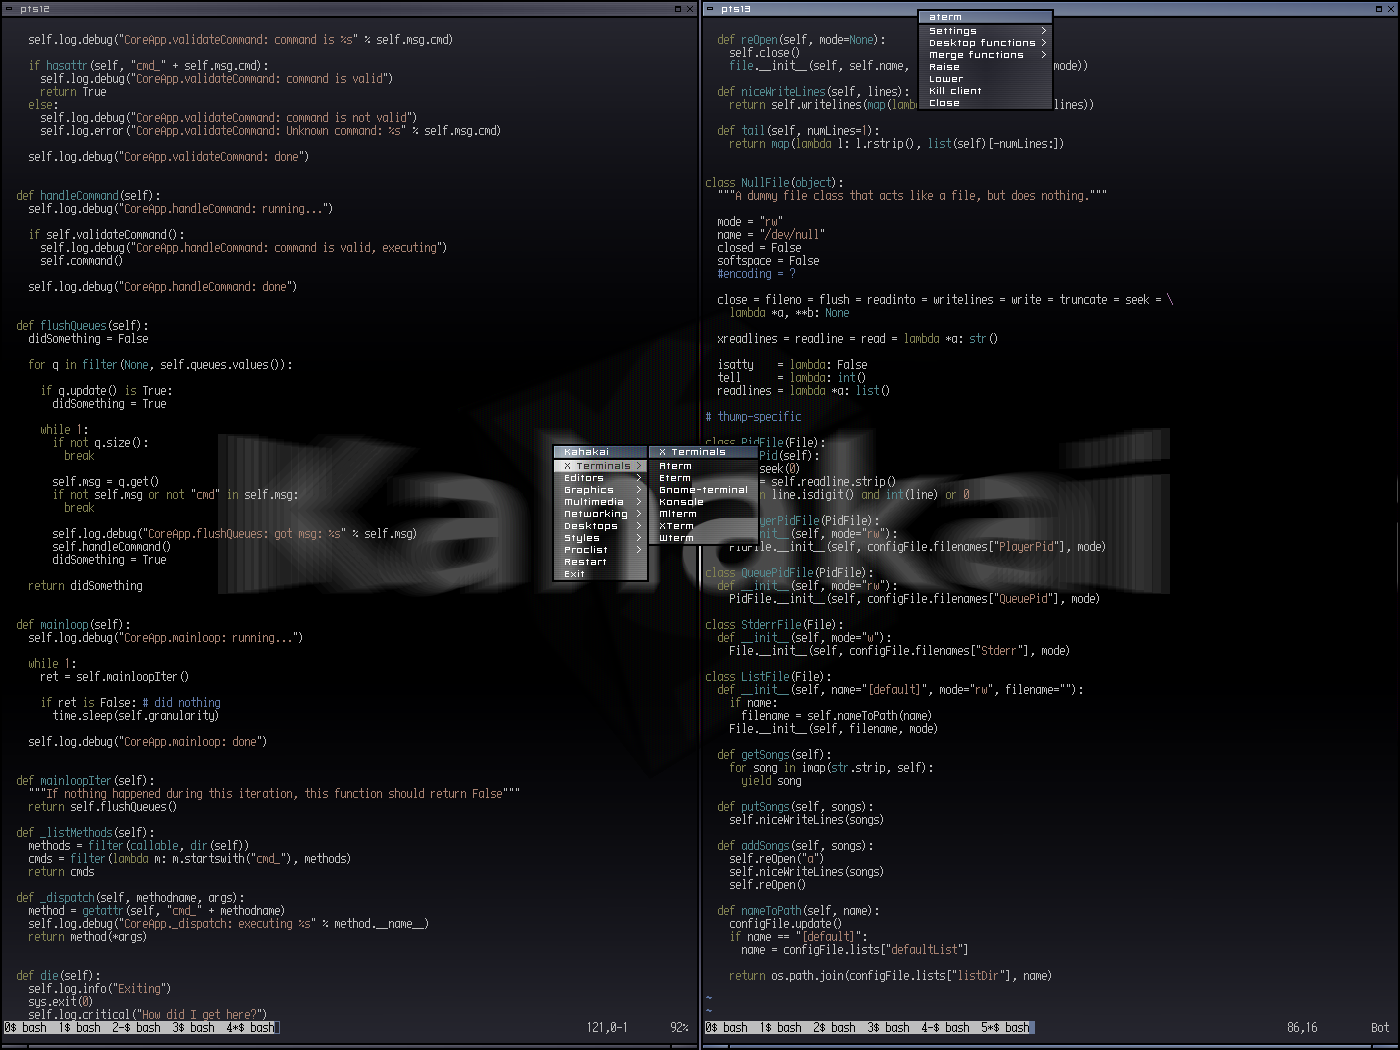 pts12
self.log.debug("CoreApp.validateCommand: command is %s" % self.msg.cmd)
if hasattr(self, "cmd_" + self.msg.cmd):
self.log.debug("CoreApp.validateCommand: command is valid")
return True
else:
self.log.debug("CoreApp.validateCommand: command is not valid")
self.log.error("CoreApp.validateCommand: Unknown command: %s" % self.msg.cmd)
self.log.debug("CoreApp.validateCommand: done")
def handleCommand(self):
self.log.debug("CoreApp.handleCommand: running...")
if self.validateCommand():
self.log.debug("CoreApp.handleCommand: command is valid, executing")
self.command()
self.log.debug("CoreApp.handleCommand: done")
def flushQueues(self):
didSomething = False
for q in filter(None, self.queues.values()):
if q.update() is True:
didSomething = True
while 1:
if not q.size():
break
self.msg = q.get()
if not self.msg or not "cmd" in self.msg:
break
self.log.debug("CoreApp.flushQueues: got msg: %s" % self.msg)
self.handleCommand()
didSomething = True
return didSomething
def mainloop(self):
self.log.debug("CoreApp.mainloop: running...")
while 1:
ret = self.mainloopIter()
if ret is False: # did nothing
time.sleep(self.granularity)
self.log.debug("CoreApp.mainloop: done")
def mainloopIter(self):
"""If nothing happened during this iteration, this function should return False"""
return self.flushQueues()
def _listMethods(self):
methods = filter(callable, dir(self))
cmds = filter(lambda m: m.startswith("cmd_"), methods)
return cmds
def _dispatch(self, methodname, args):
method = getattr(self, "cmd_" + methodname)
self.log.debug("CoreApp._dispatch: executing %s" % method.__name__)
return method(*args)
def die(self):
self.log.info("Exiting")
sys.exit(0)
self.log.critical("How did I get here?")
0$ bash 1$ bash 2-$ bash 3$ bash 4*$ bash 121,0-1 92%
Kahakai
Kahakai
X Terminals
Editors
Graphics
Multimedia
Networking
Desktops
Styles
Proclist
Restart
Exit
X Terminals
Aterm
Eterm
Gnome-terminal
Konsole
Mlterm
XTerm
Wterm
pts13
aterm
Settings
Desktop functions
Merge functions
Raise
Lower
Kill client
Close
def reOpen(self, mode=None):
self.close()
file.__init__(self, self.name, mode))
def niceWriteLines(self, lines):
return self.writelines(map(lamb lines))
def tail(self, numLines=1):
return map(lambda l: l.rstrip(), list(self)[-numLines:])
class NullFile(object):
"""A dummy file class that acts like a file, but does nothing."""
mode = "rw"
name = "/dev/null"
closed = False
softspace = False
#encoding = ?
close = fileno = flush = readinto = writelines = write = truncate = seek = \
lambda *a, **b: None
xreadlines = readline = read = lambda *a: str()
isatty = lambda: False
tell = lambda: int()
readlines = lambda *a: list()
# thump-specific
class PidFile(File):
Pid(self):
seek(0)
= self.readline.strip()
n line.isdigit() and int(line) or 0
yerPidFile(PidFile):
init__(self, mode="rw"):
PidFile.__init__(self, configFile.filenames["PlayerPid"], mode)
class QueuePidFile(PidFile):
def __init__(self, mode="rw"):
PidFile.__init__(self, configFile.filenames["QueuePid"], mode)
class StderrFile(File):
def __init__(self, mode="w"):
File.__init__(self, configFile.filenames["Stderr"], mode)
class ListFile(File):
def __init__(self, name="[default]", mode="rw", filename=""):
if name:
filename = self.nameToPath(name)
File.__init__(self, filename, mode)
def getSongs(self):
for song in imap(str.strip, self):
yield song
def putSongs(self, songs):
self.niceWriteLines(songs)
def addSongs(self, songs):
self.reOpen("a")
self.niceWriteLines(songs)
self.reOpen()
def nameToPath(self, name):
configFile.update()
if name == "[default]":
name = configFile.lists["defaultList"]
return os.path.join(configFile.lists["listDir"], name)
~
~
0$ bash 1$ bash 2$ bash 3$ bash 4-$ bash 5*$ bash 86,16 Bot